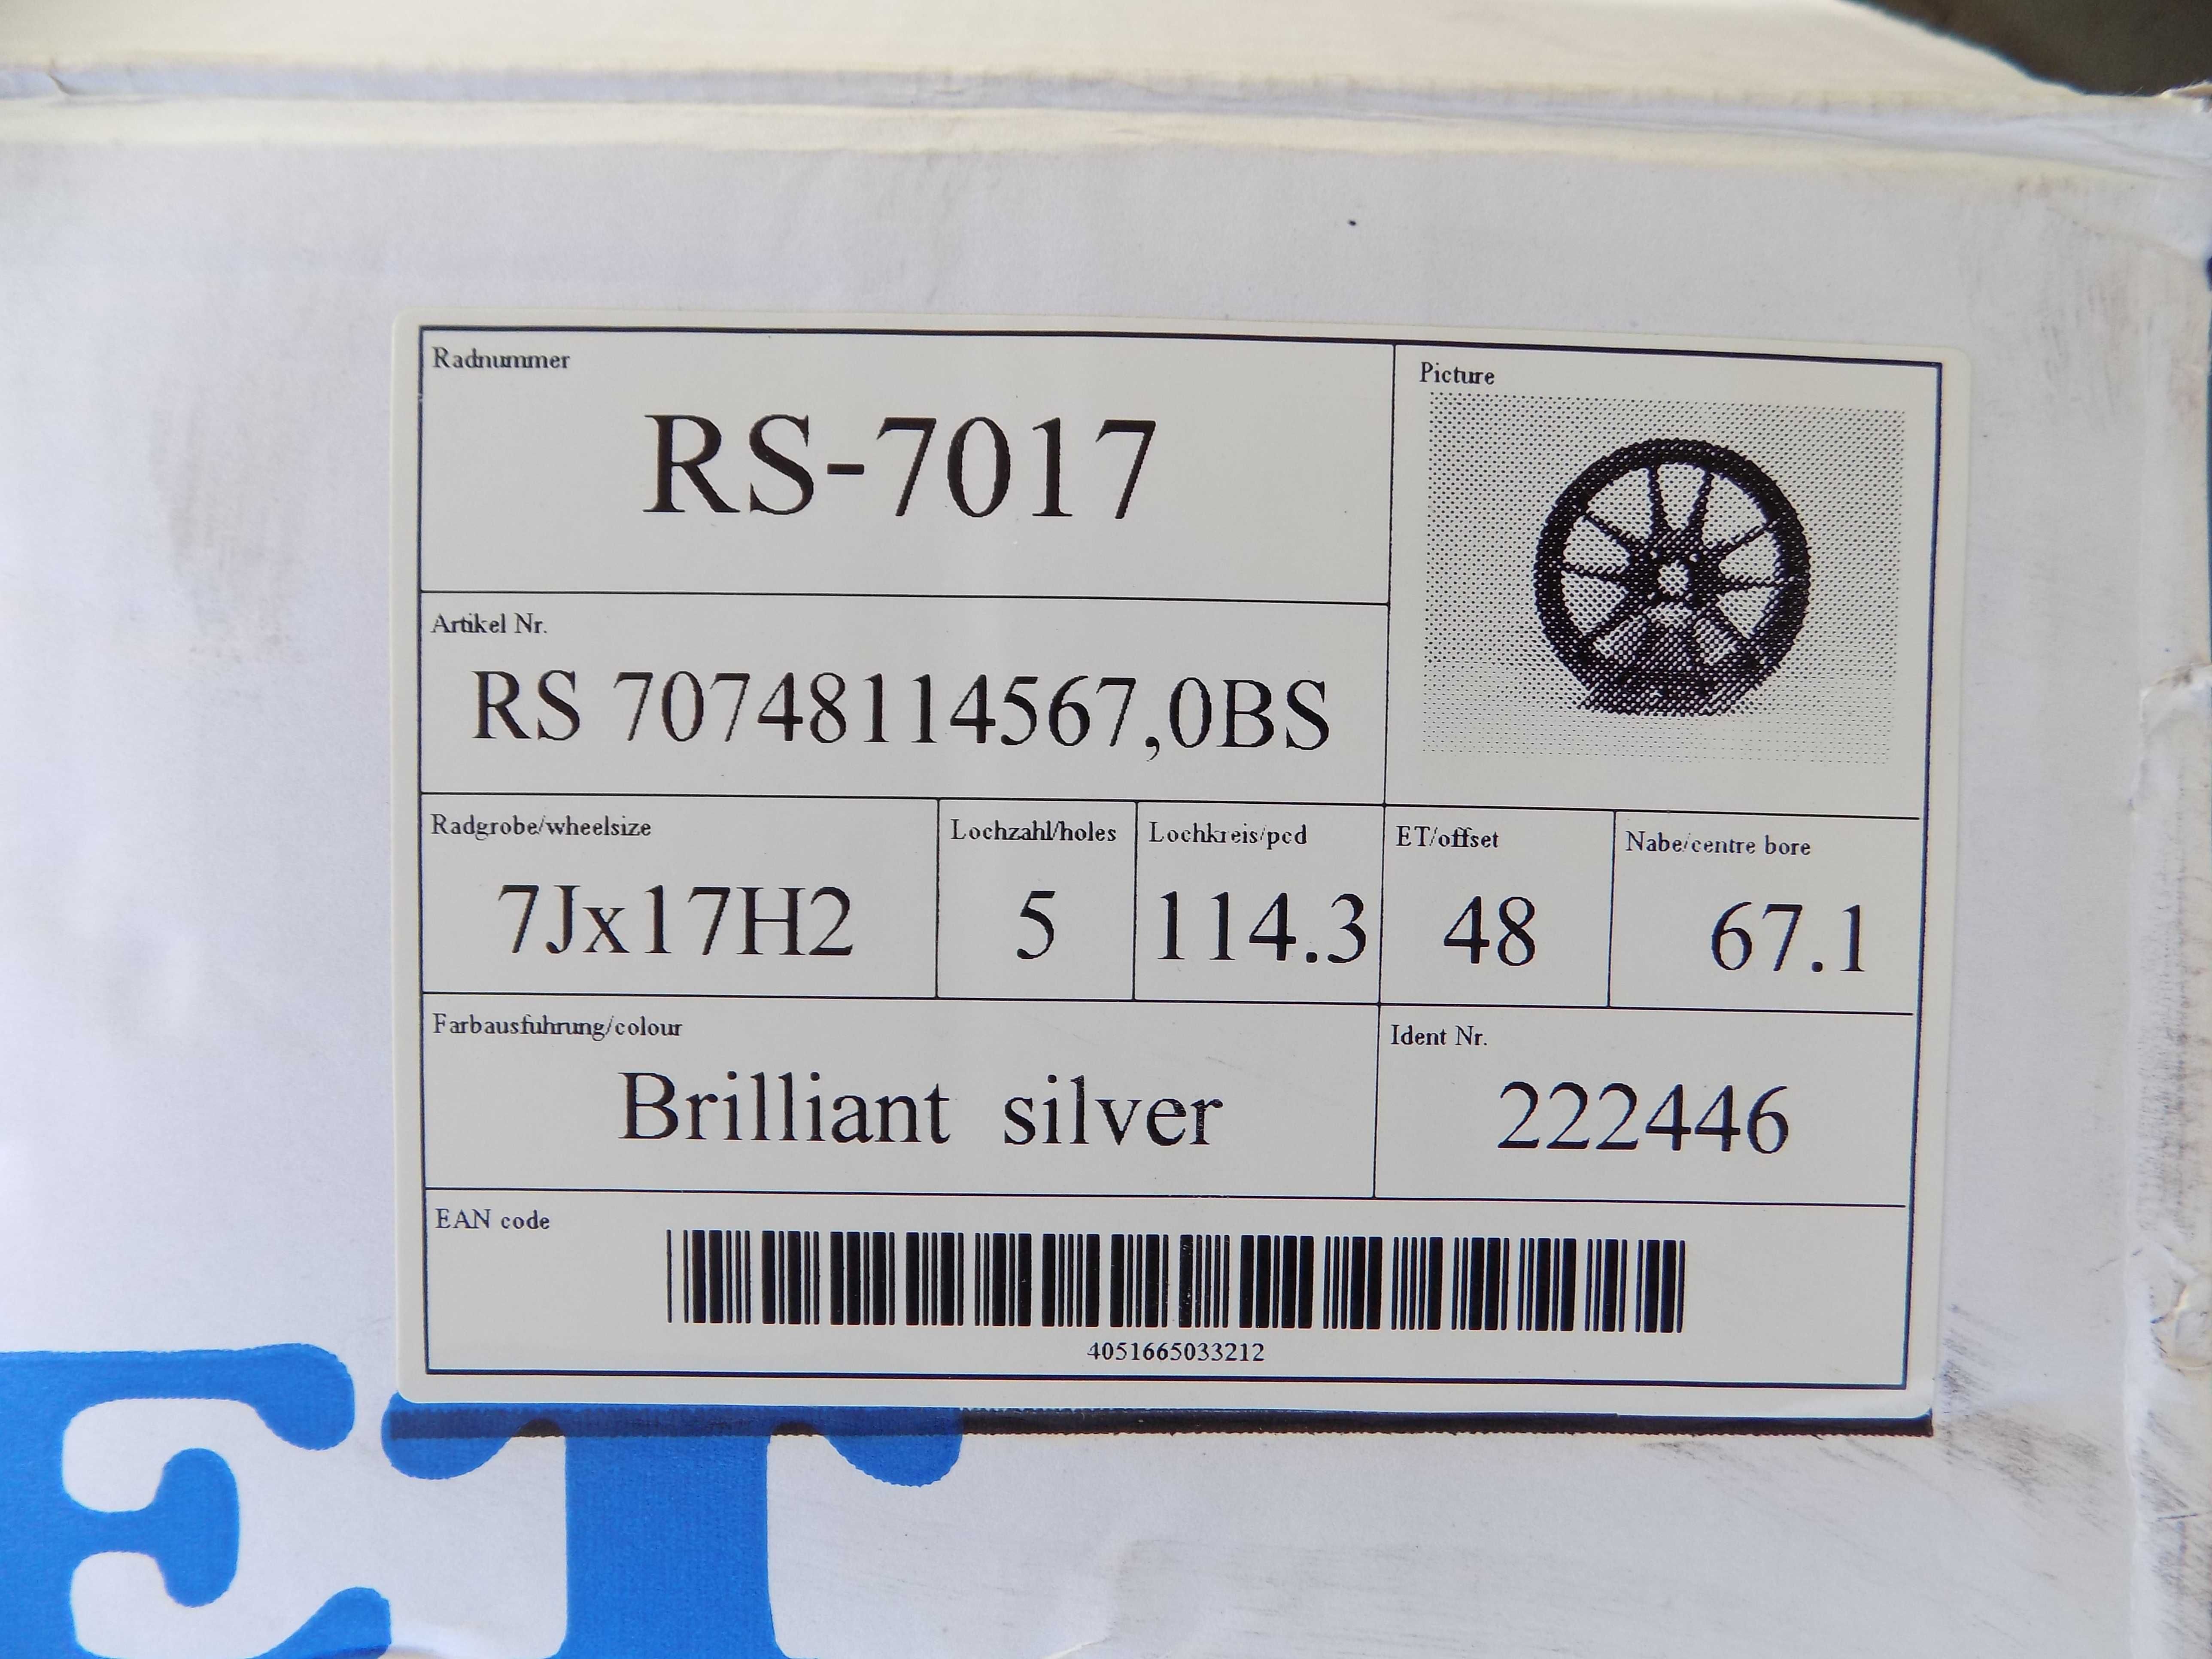 Radnummer
RS-7017
Picture
Artikel Nr.
RS 70748114567,0BS
Radgrobe/wheelsize
7Jx17H2
Lochzahl/holes
5
Lochkreis/pcd
114.3
ET/offset
48
Nabe/centre bore
67.1
Farbausfuhrung/colour
Brilliant silver
Ident Nr.
222446
EAN code
4051665033212
ET